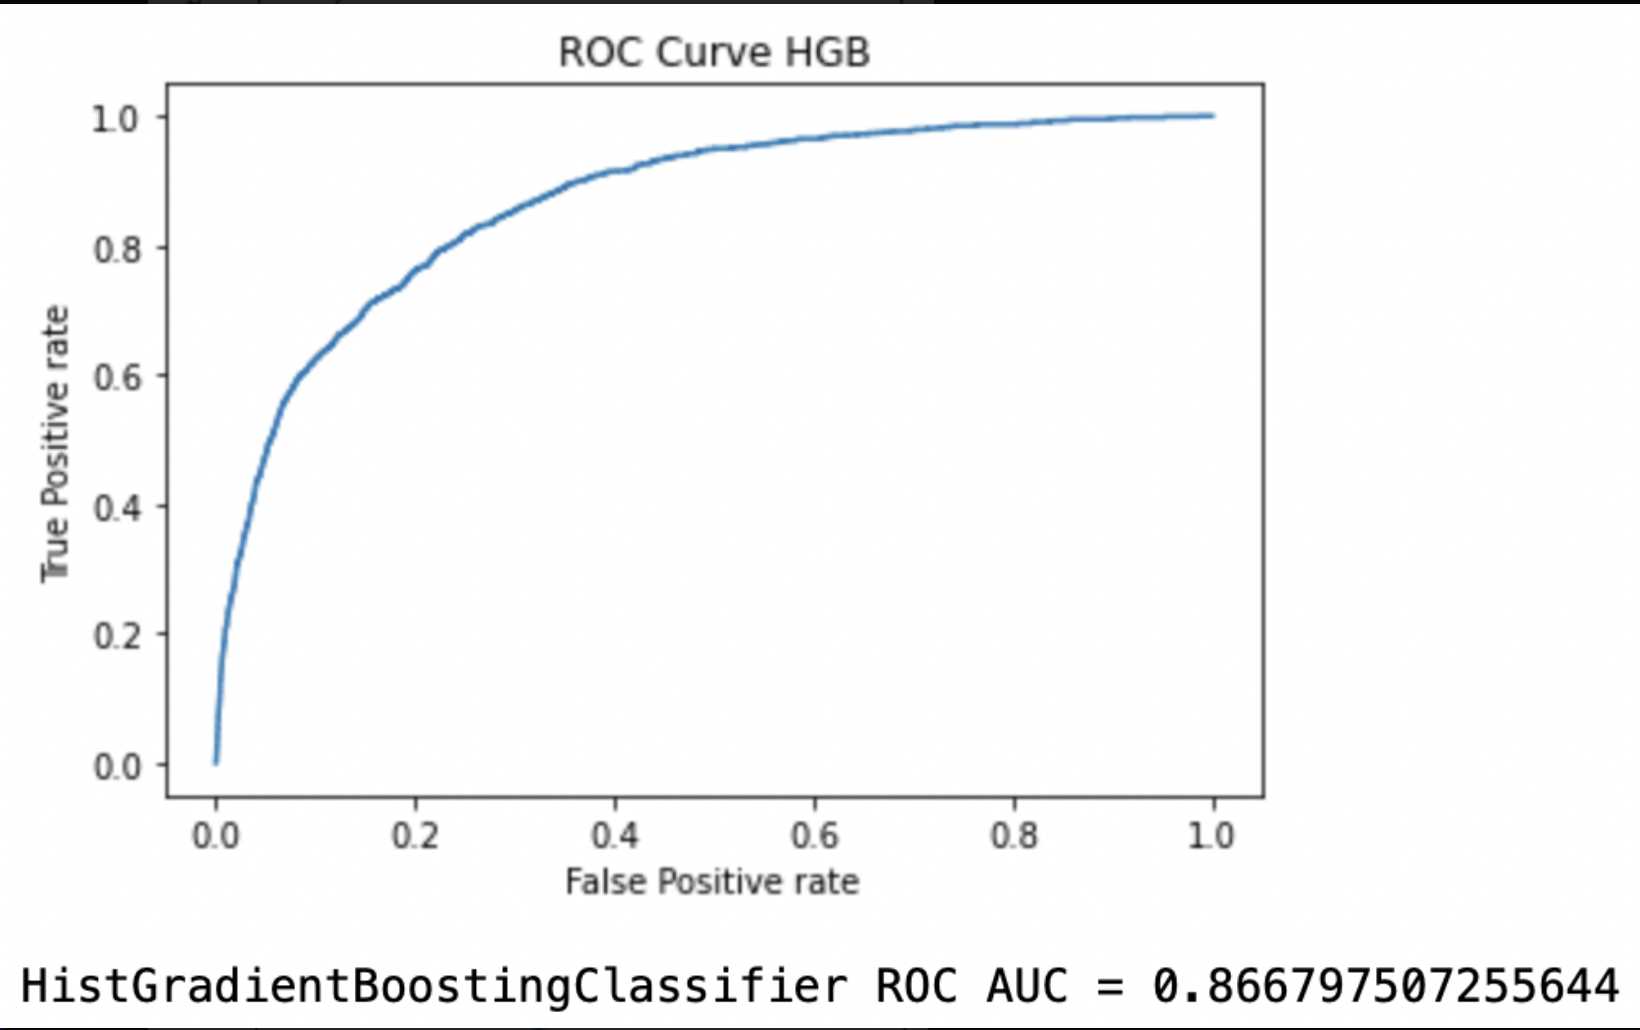 ROC Curve HGB
1.0
0.8
0.6
0.4
0.2
0.0
True Positive rate
0.0 0.2 0.4 0.6 0.8 1.0
False Positive rate
HistGradientBoostingClassifier ROC AUC = 0.866797507255644